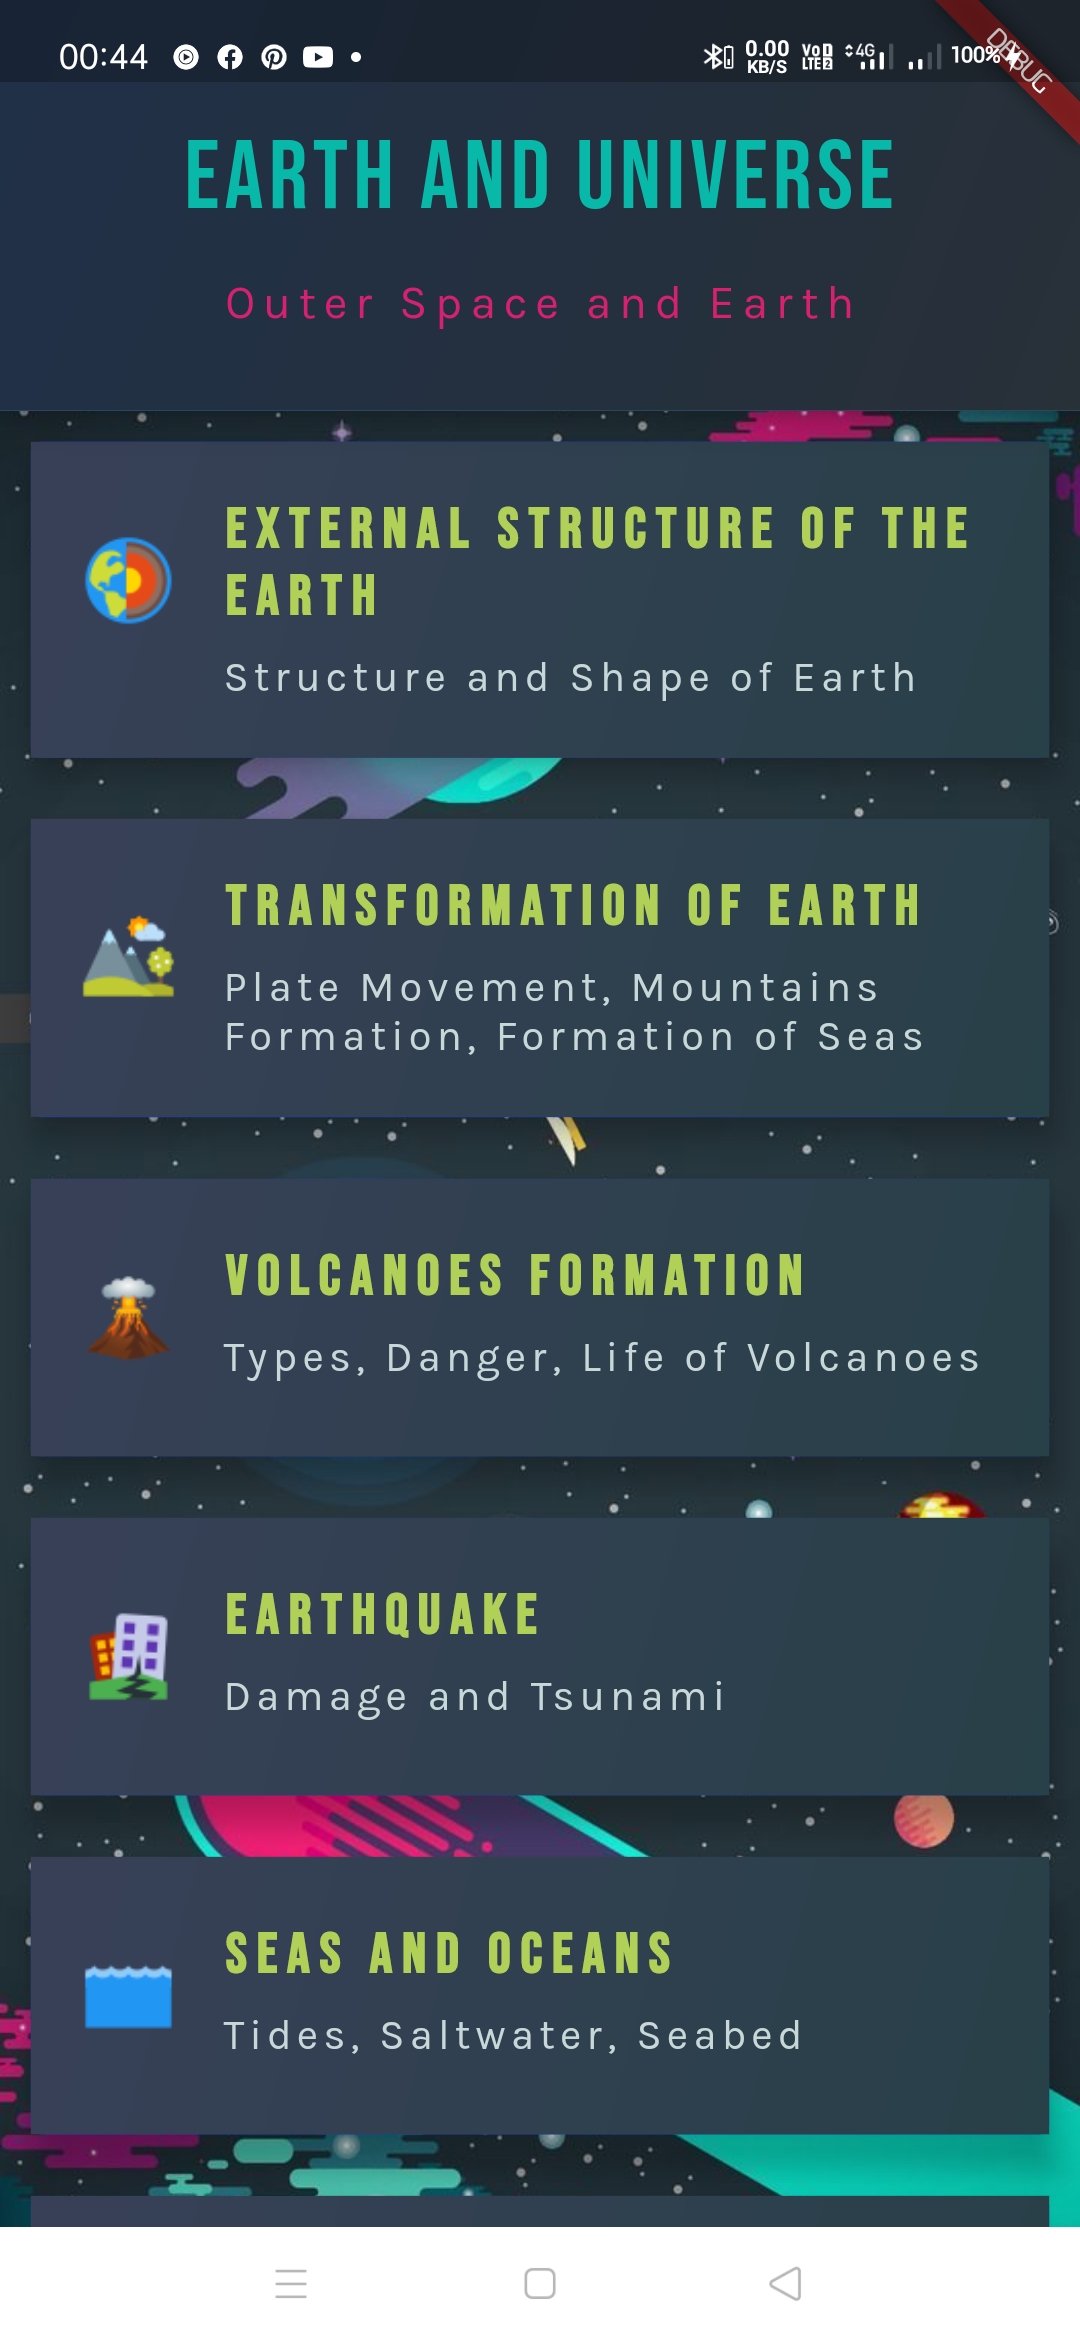 00:44
0.00
KB/S
VoD
LTE2
4G
100%
DEBUG
EARTH AND UNIVERSE
Outer Space and Earth
EXTERNAL STRUCTURE OF THE
EARTH
Structure and Shape of Earth
TRANSFORMATION OF EARTH
Plate Movement, Mountains
Formation, Formation of Seas
VOLCANOES FORMATION
Types, Danger, Life of Volcanoes
EARTHQUAKE
Damage and Tsunami
SEAS AND OCEANS
Tides, Saltwater, Seabed